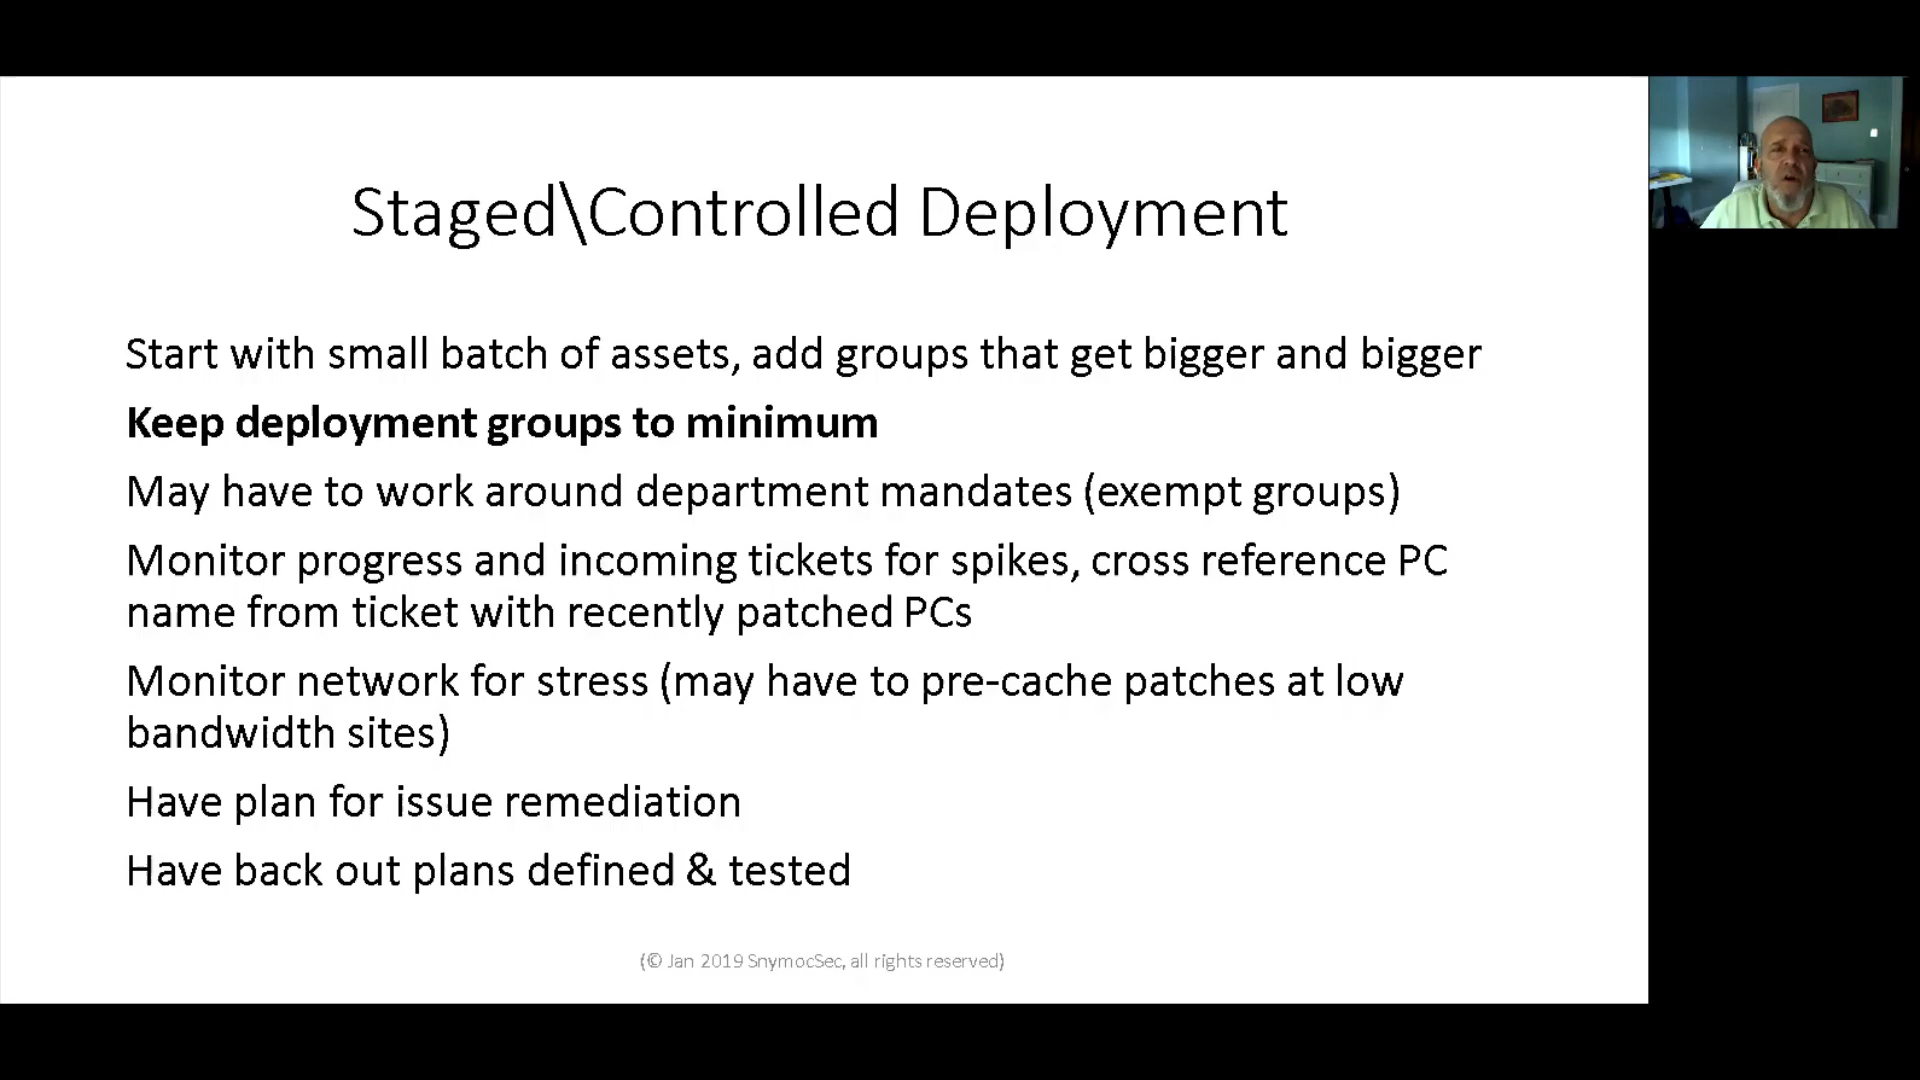 Staged\Controlled Deployment
Start with small batch of assets, add groups that get bigger and bigger
Keep deployment groups to minimum
May have to work around department mandates (exempt groups)
Monitor progress and incoming tickets for spikes, cross reference PC
name from ticket with recently patched PCs
Monitor network for stress (may have to pre-cache patches at low
bandwidth sites)
Have plan for issue remediation
Have back out plans defined & tested
(© Jan 2019 SnymocSec, all rights reserved)